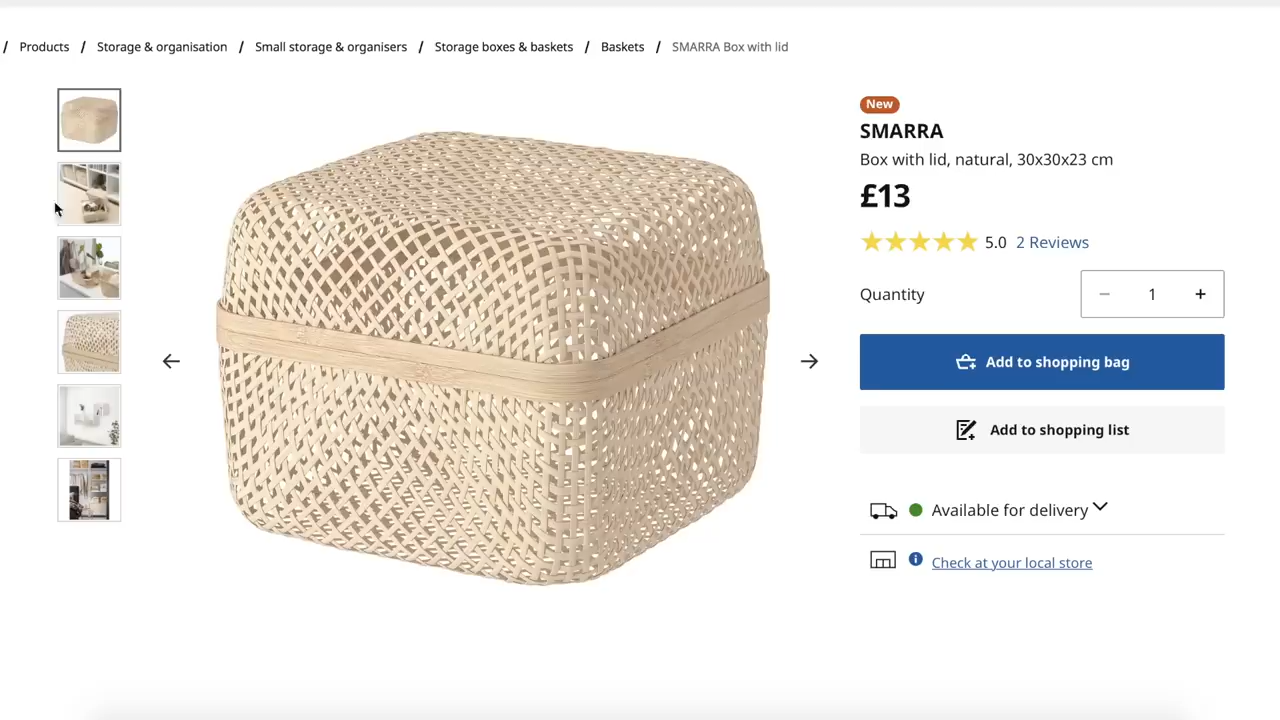 / Products / Storage & organisation / Small storage & organisers / Storage boxes & baskets / Baskets / SMARRA Box with lid
New
SMARRA
Box with lid, natural, 30x30x23 cm
£13
5.0 2 Reviews
Quantity
1
Add to shopping bag
Add to shopping list
Available for delivery
Check at your local store